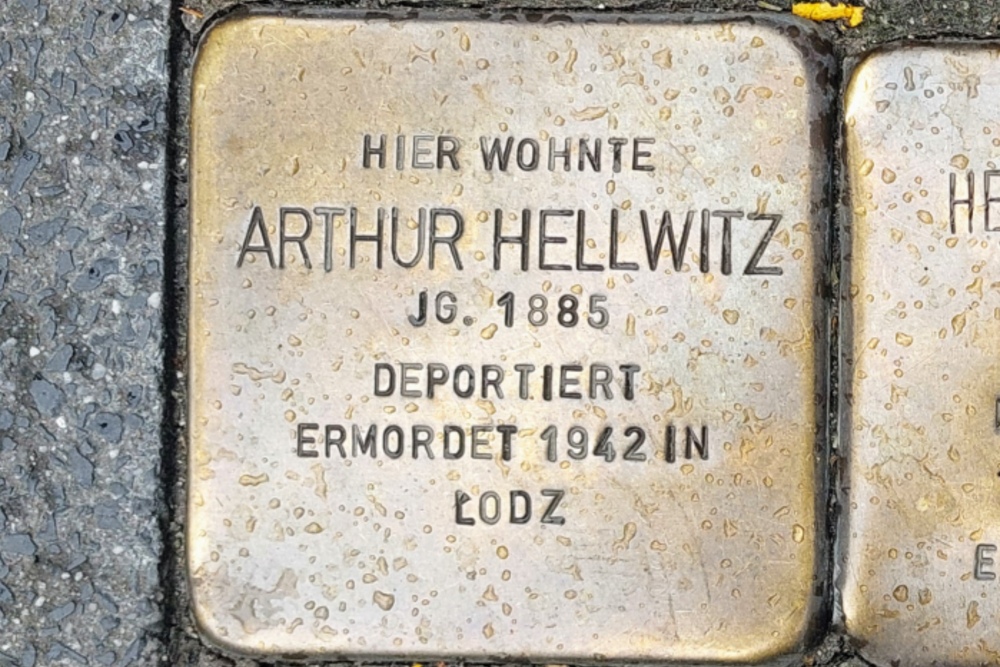 HIER WOHNTE
ARTHUR HELLWITZ
JG. 1885
DEPORTIERT
ERMORDET 1942 IN
ŁODZ